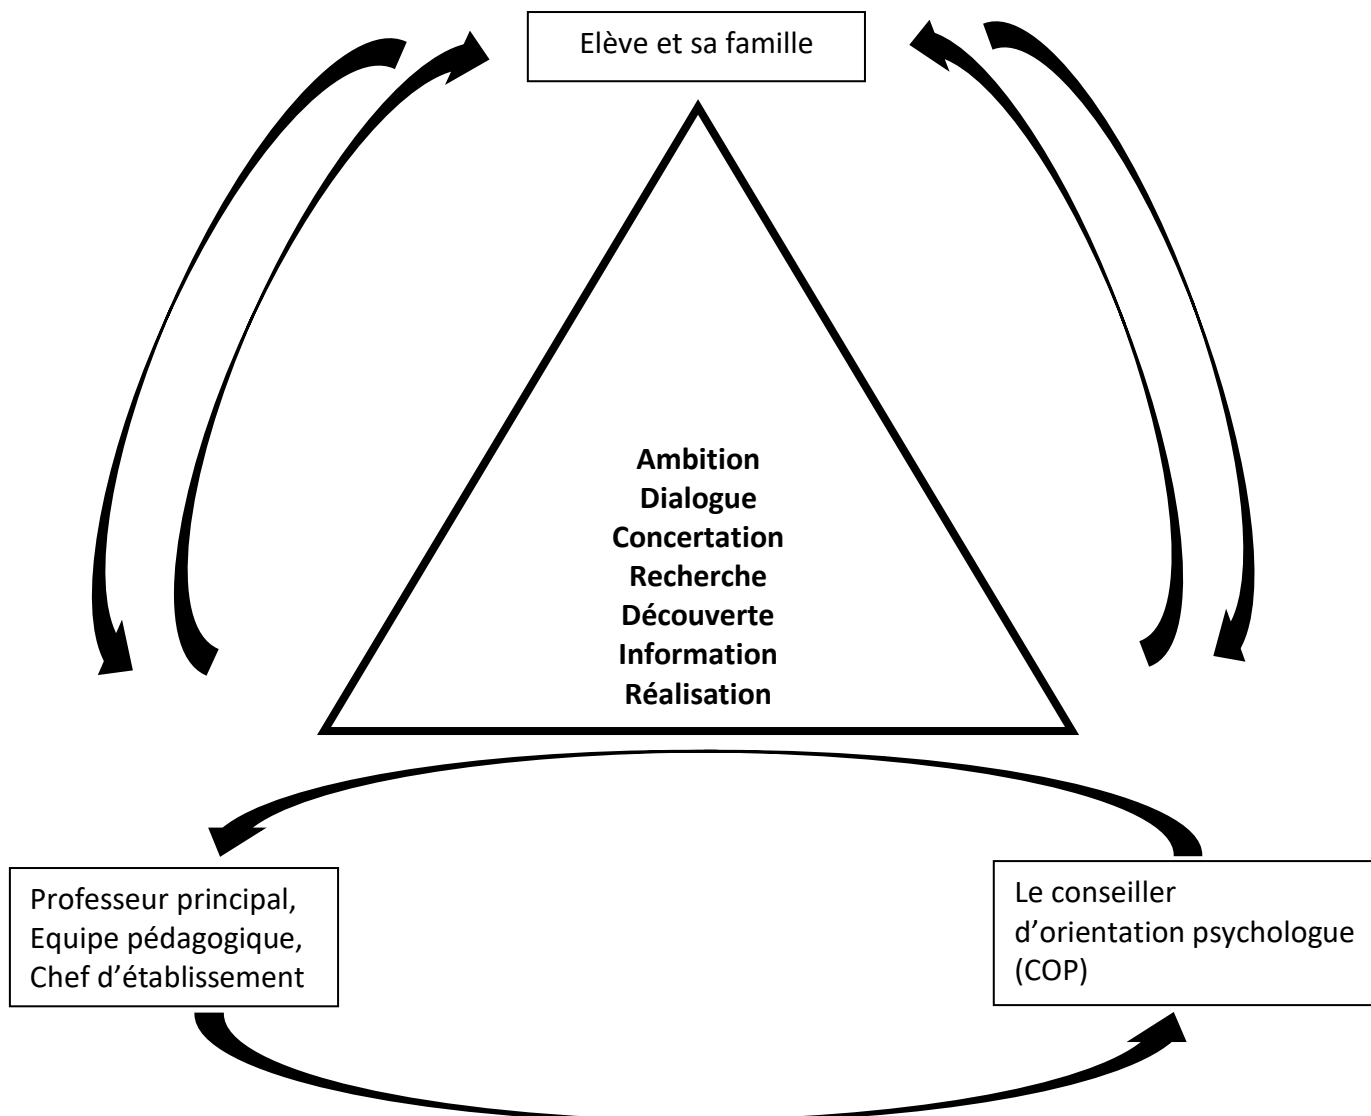 Elève et sa famille
Ambition
Dialogue
Concertation
Recherche
Découverte
Information
Réalisation
Professeur principal,
Equipe pédagogique,
Chef d’établissement
Le conseiller
d’orientation psychologue
(COP)